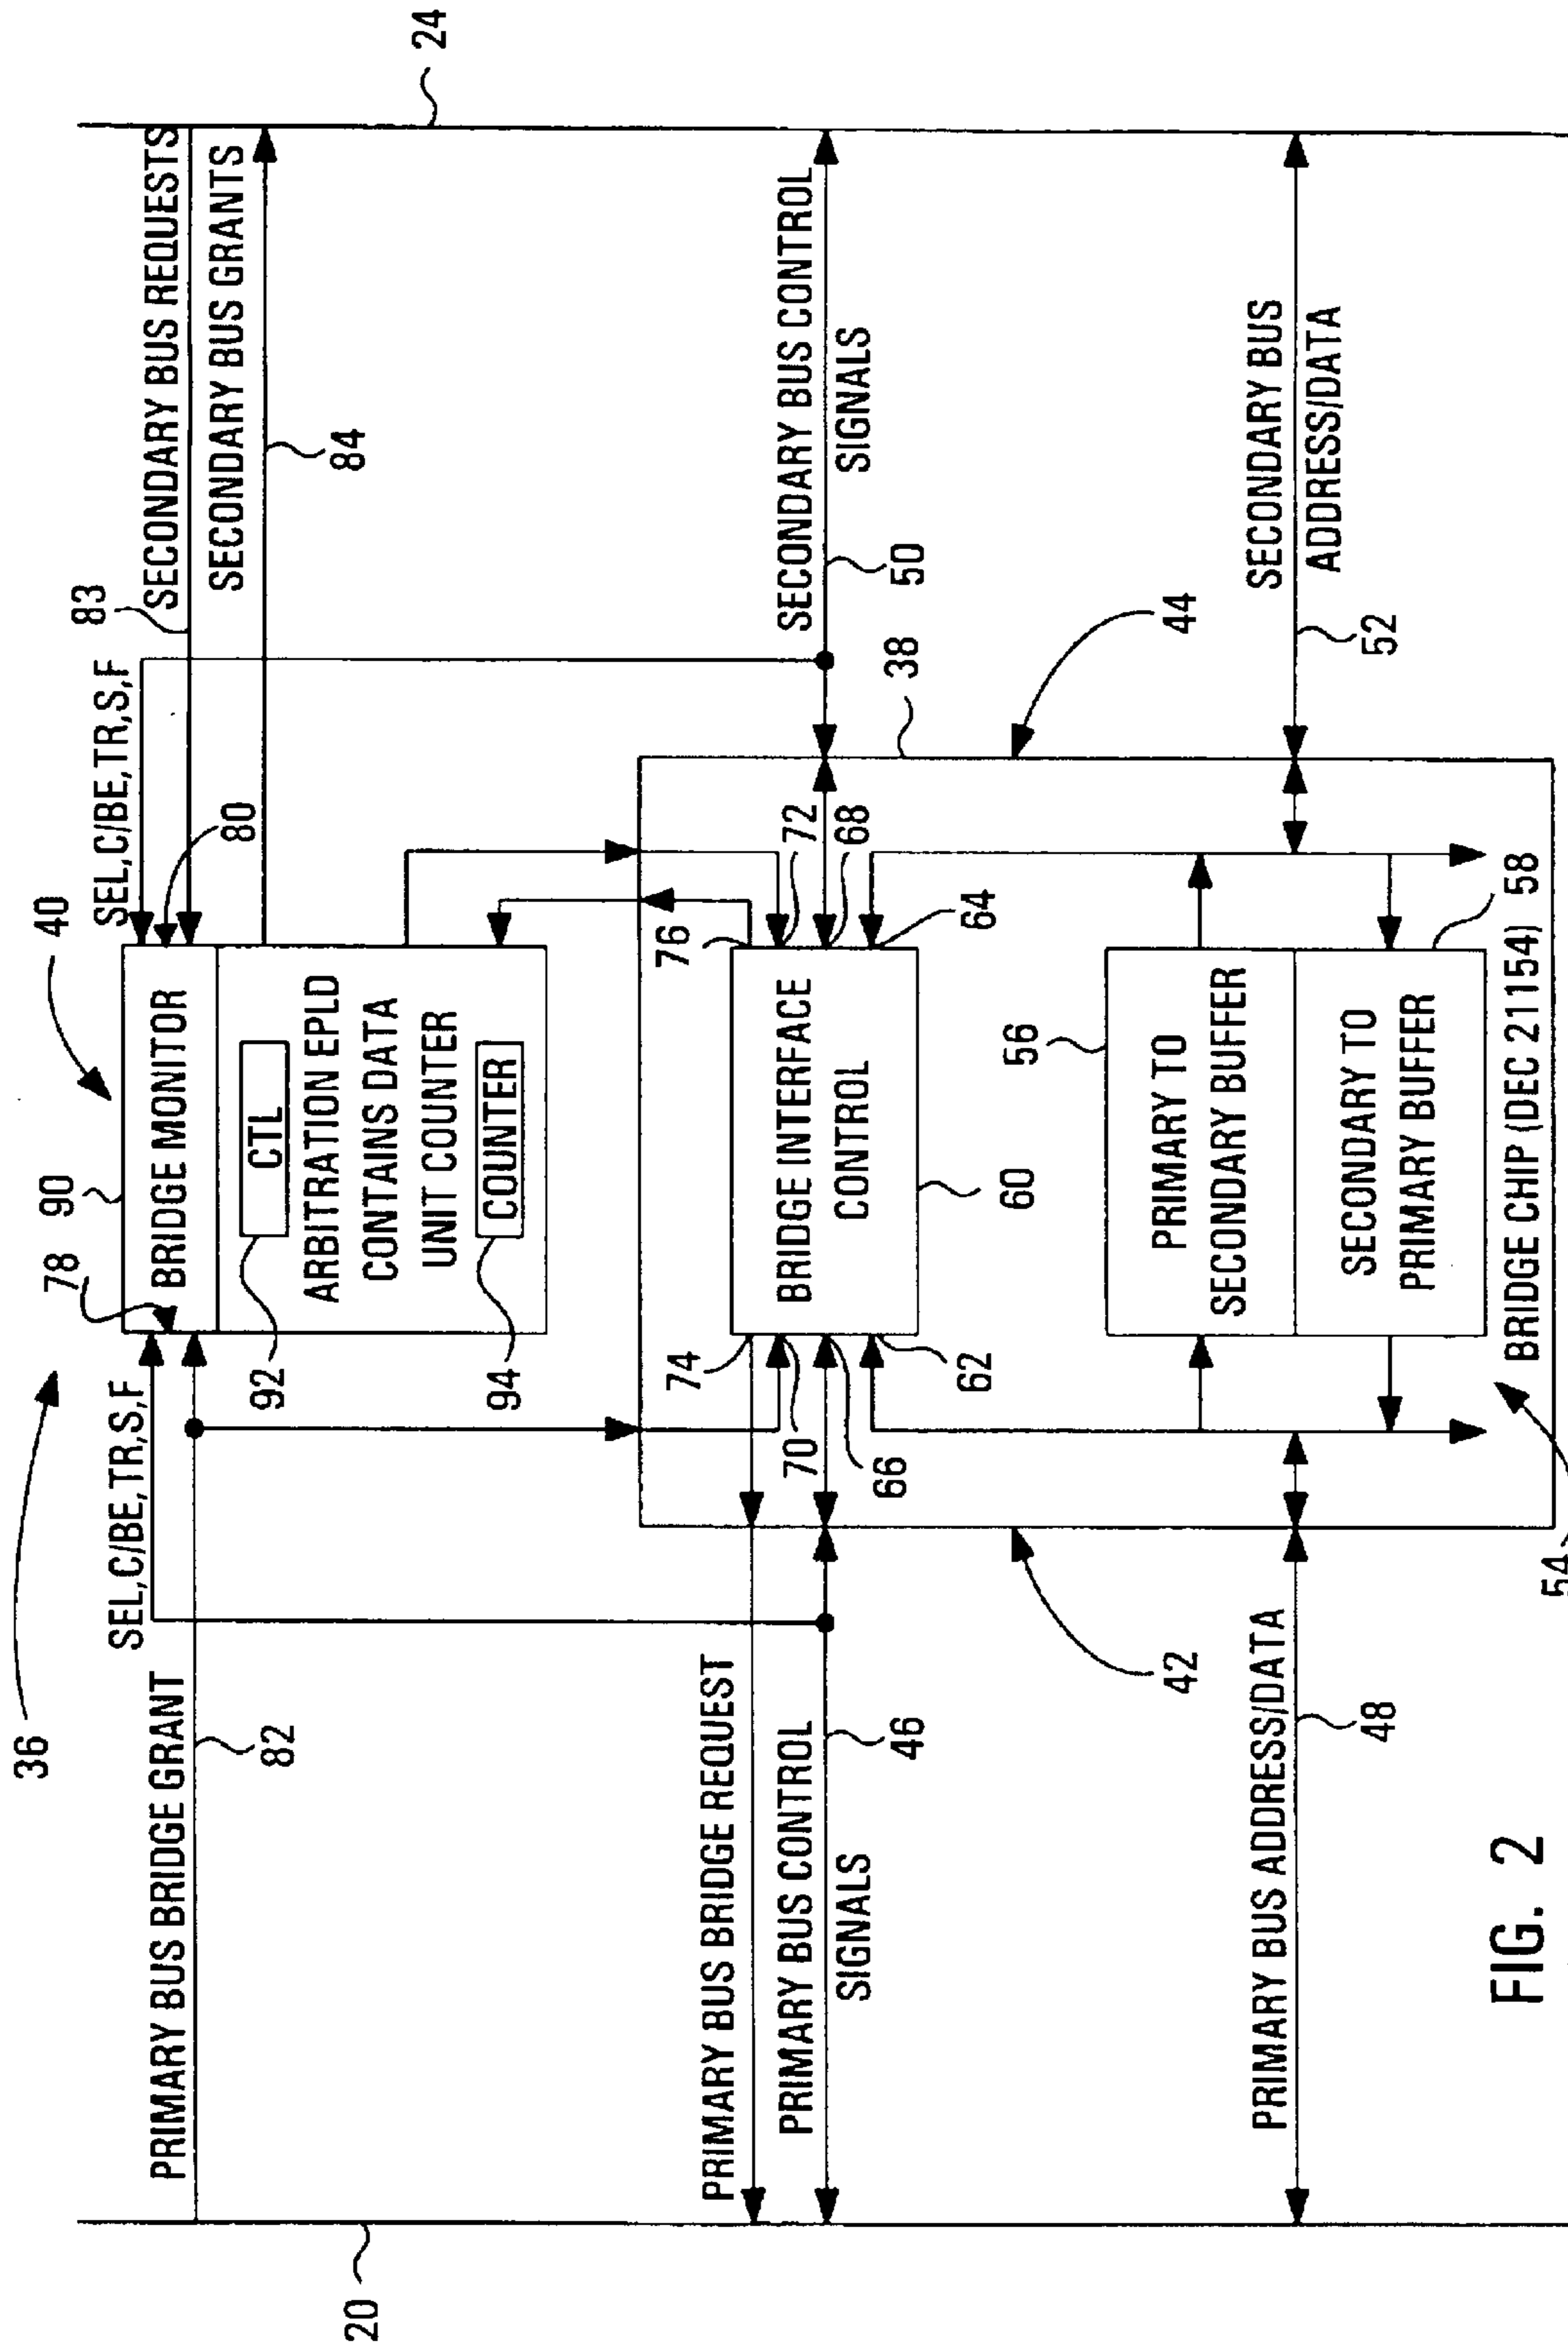 36
40
24
78
90
83
PRIMARY BUS BRIDGE GRANT
SEL,C/BE,TR,S,F
BRIDGE MONITOR
SEL,C/BE,TR,S,F
SECONDARY BUS REQUESTS
80
SECONDARY BUS GRANTS
82
92
CTL
84
ARBITRATION EPLD
CONTAINS DATA
UNIT COUNTER
20
94
COUNTER
76
72
38
PRIMARY BUS BRIDGE REQUEST
74
PRIMARY BUS CONTROL
SIGNALS
BRIDGE INTERFACE
CONTROL
SECONDARY BUS CONTROL
SIGNALS
70
68
46
66
50
62
60
64
42
56
44
PRIMARY TO
SECONDARY BUFFER
PRIMARY BUS ADDRESS/DATA
SECONDARY BUS
ADDRESS/DATA
48
SECONDARY TO
PRIMARY BUFFER
52
58
BRIDGE CHIP (DEC 21154)
54
FIG. 2